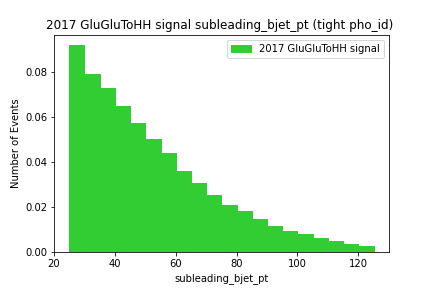 2017 GluGluToHH signal subleading_bjet_pt (tight pho_id)
2017 GluGluToHH signal
Number of Events
0.08
0.06
0.04
0.02
0.00
20 40 60 80 100 120
subleading_bjet_pt